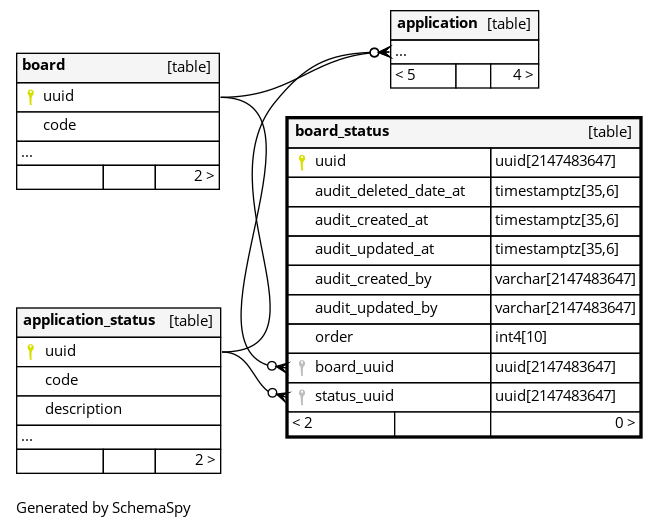 application [table]
...
< 5 4 >
board [table]
uuid
code
...
2 >
board_status [table]
uuid uuid[2147483647]
audit_deleted_date_at timestamptz[35,6]
audit_created_at timestamptz[35,6]
audit_updated_at timestamptz[35,6]
audit_created_by varchar[2147483647]
audit_updated_by varchar[2147483647]
order int4[10]
board_uuid uuid[2147483647]
status_uuid uuid[2147483647]
< 2 0 >
application_status [table]
uuid
code
description
...
2 >
Generated by SchemaSpy